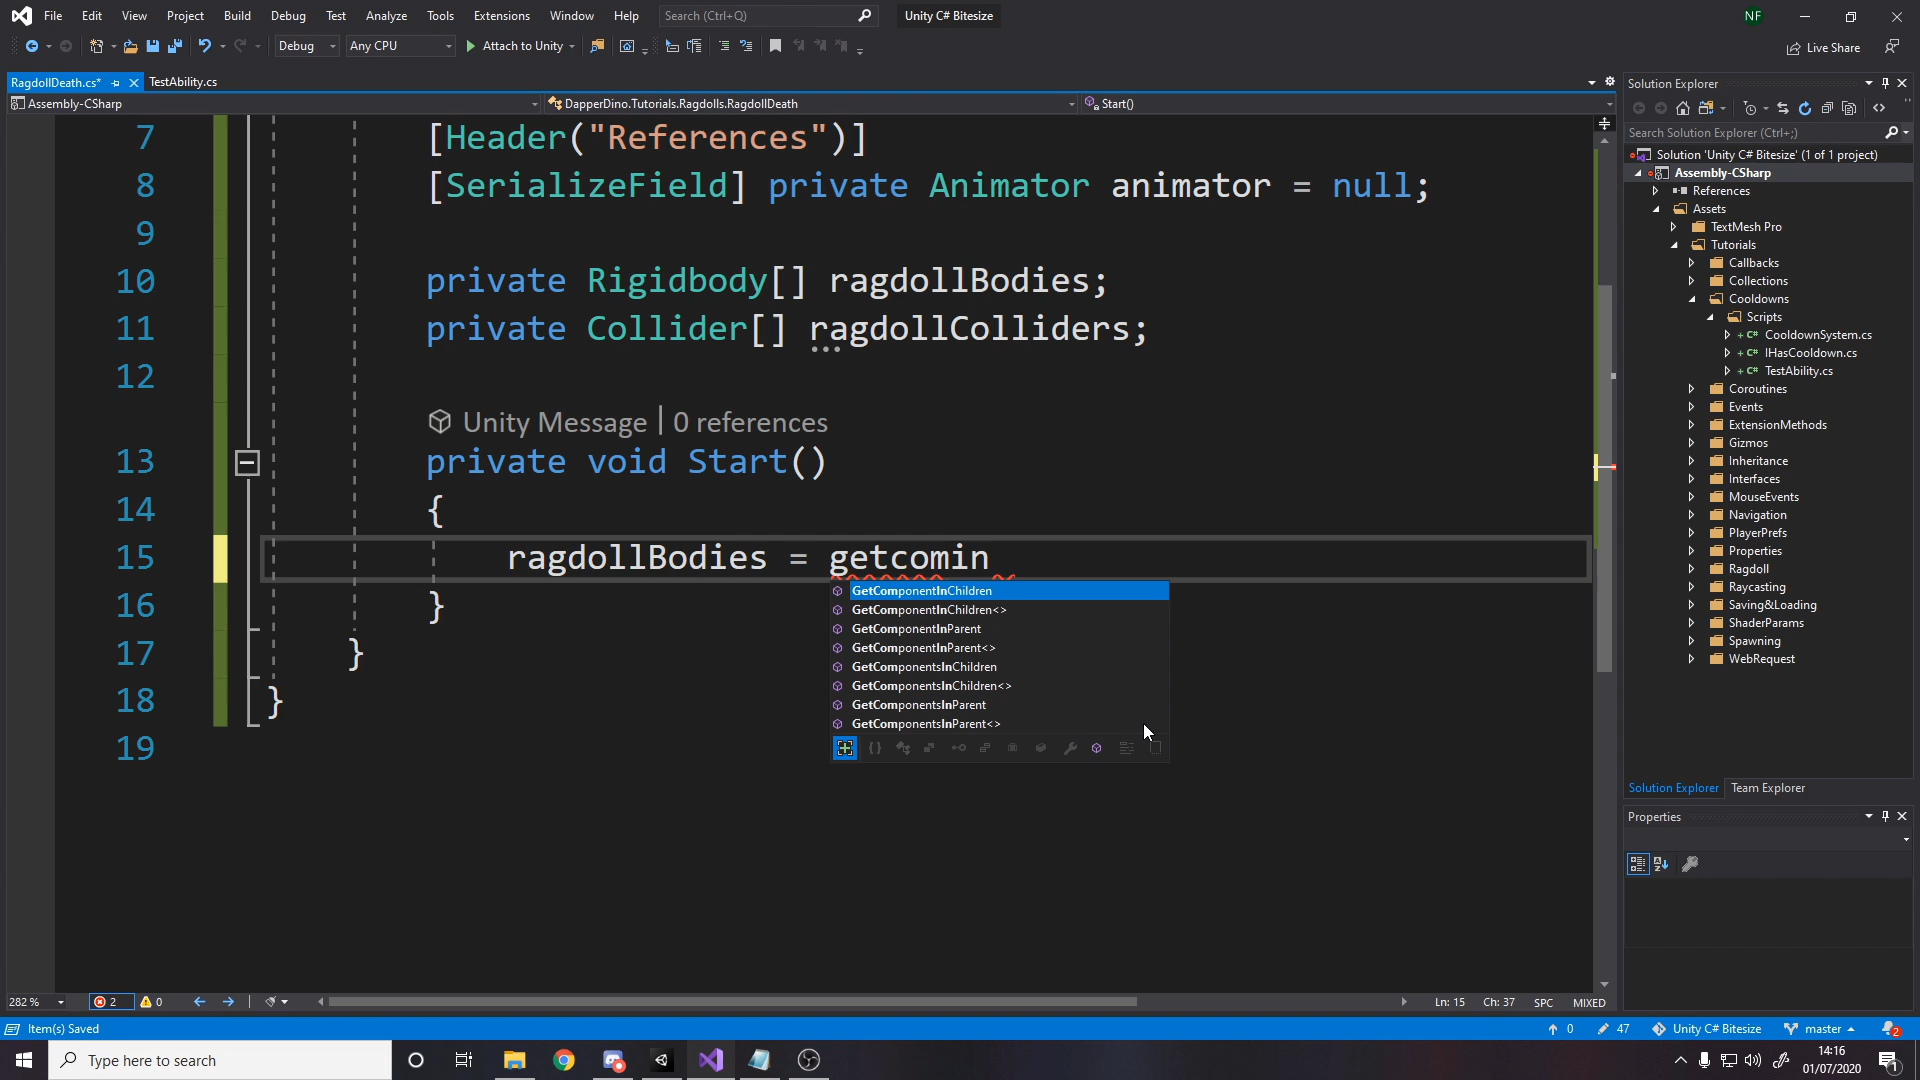 File Edit View Project Build Debug Test Analyze Tools Extensions Window Help Search (Ctrl+Q) Unity C# Bitesize NF
Debug Any CPU Attach to Unity Live Share
RagdollDeath.cs* TestAbility.cs
Assembly-CSharp DapperDino.Tutorials.Ragdolls.RagdollDeath Start()
7 [Header("References")]
8 [SerializeField] private Animator animator = null;
9
10 private Rigidbody[] ragdollBodies;
11 private Collider[] ragdollColliders;
12
Unity Message | 0 references
13 private void Start()
14 {
15 ragdollBodies = getcomin
16 }
17 }
18 }
19
GetComponentInChildren
GetComponentInChildren<>
GetComponentInParent
GetComponentInParent<>
GetComponentsInChildren
GetComponentsInChildren<>
GetComponentsInParent
GetComponentsInParent<>
Solution Explorer
Search Solution Explorer (Ctrl+;)
Solution 'Unity C# Bitesize' (1 of 1 project)
Assembly-CSharp
References
Assets
TextMesh Pro
Tutorials
Callbacks
Collections
Cooldowns
Scripts
C# CooldownSystem.cs
C# IHasCooldown.cs
C# TestAbility.cs
Coroutines
Events
ExtensionMethods
Gizmos
Inheritance
Interfaces
MouseEvents
Navigation
PlayerPrefs
Properties
Ragdoll
Raycasting
Saving&Loading
ShaderParams
Spawning
WebRequest
Solution Explorer Team Explorer
Properties
282 % 2 0 Ln: 15 Ch: 37 SPC MIXED
Item(s) Saved 0 47 Unity C# Bitesize master 2
Type here to search 14:16
01/07/2020 1